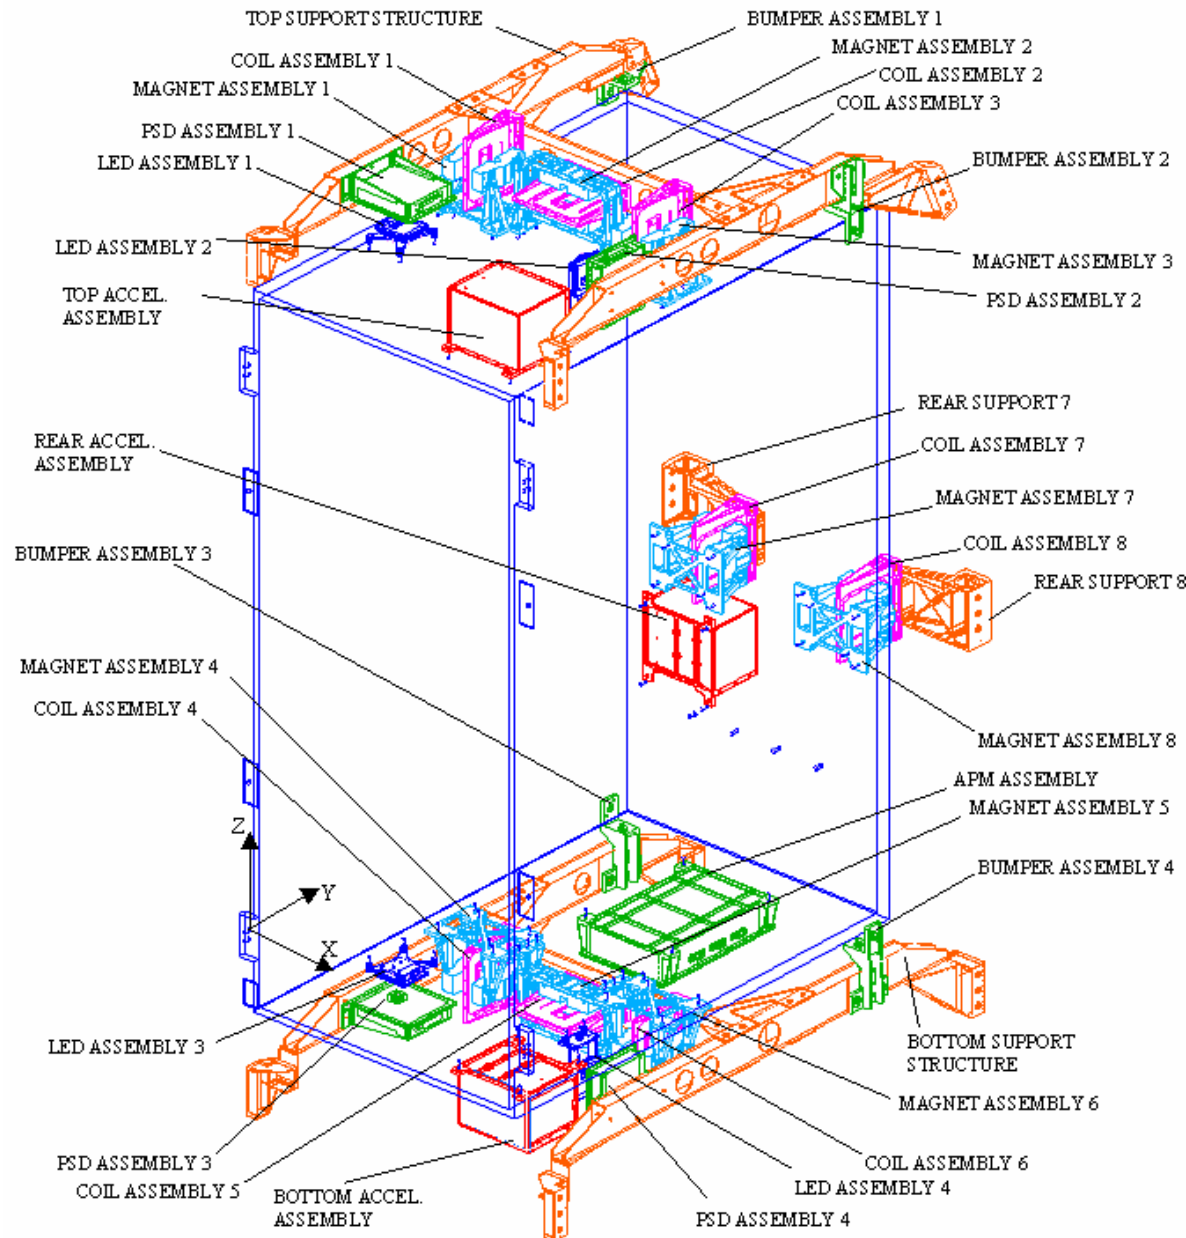 TOP SUPPORT STRUCTURE
BUMPER ASSEMBLY 1
COIL ASSEMBLY 1
MAGNET ASSEMBLY 2
MAGNET ASSEMBLY 1
COIL ASSEMBLY 2
PSD ASSEMBLY 1
COIL ASSEMBLY 3
LED ASSEMBLY 1
BUMPER ASSEMBLY 2
LED ASSEMBLY 2
MAGNET ASSEMBLY 3
TOP ACCEL.
ASSEMBLY
PSD ASSEMBLY 2
REAR SUPPORT 7
REAR ACCEL.
ASSEMBLY
COIL ASSEMBLY 7
MAGNET ASSEMBLY 7
BUMPER ASSEMBLY 3
COIL ASSEMBLY 8
REAR SUPPORT 8
MAGNET ASSEMBLY 4
COIL ASSEMBLY 4
MAGNET ASSEMBLY 8
APM ASSEMBLY
MAGNET ASSEMBLY 5
Z
BUMPER ASSEMBLY 4
Y
X
LED ASSEMBLY 3
BOTTOM SUPPORT
STRUCTURE
MAGNET ASSEMBLY 6
PSD ASSEMBLY 3
COIL ASSEMBLY 6
COIL ASSEMBLY 5
LED ASSEMBLY 4
BOTTOM ACCEL.
ASSEMBLY
PSD ASSEMBLY 4